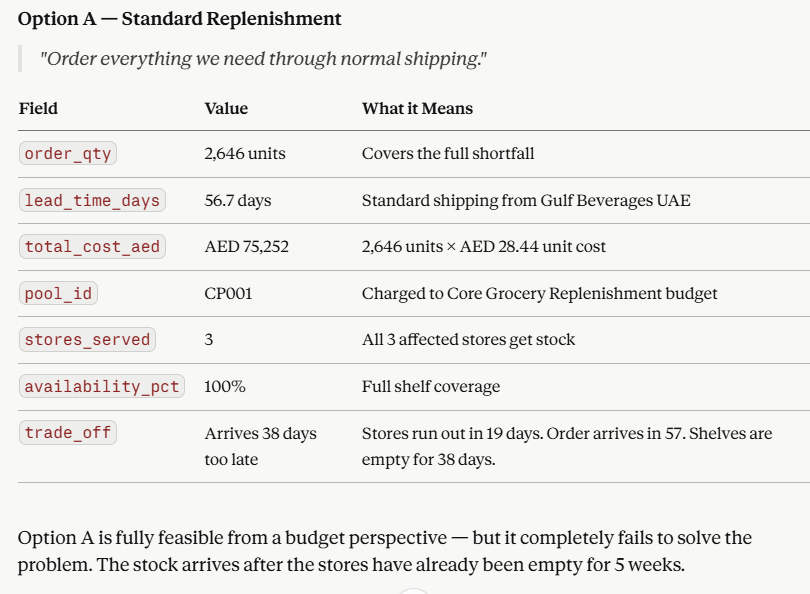 Option A — Standard Replenishment
"Order everything we need through normal shipping."
Field Value What it Means
order_qty 2,646 units Covers the full shortfall
lead_time_days 56.7 days Standard shipping from Gulf Beverages UAE
total_cost_aed AED 75,252 2,646 units × AED 28.44 unit cost
pool_id CP001 Charged to Core Grocery Replenishment budget
stores_served 3 All 3 affected stores get stock
availability_pct 100% Full shelf coverage
trade_off Arrives 38 days Stores run out in 19 days. Order arrives in 57. Shelves are
too late empty for 38 days.
Option A is fully feasible from a budget perspective — but it completely fails to solve the
problem. The stock arrives after the stores have already been empty for 5 weeks.